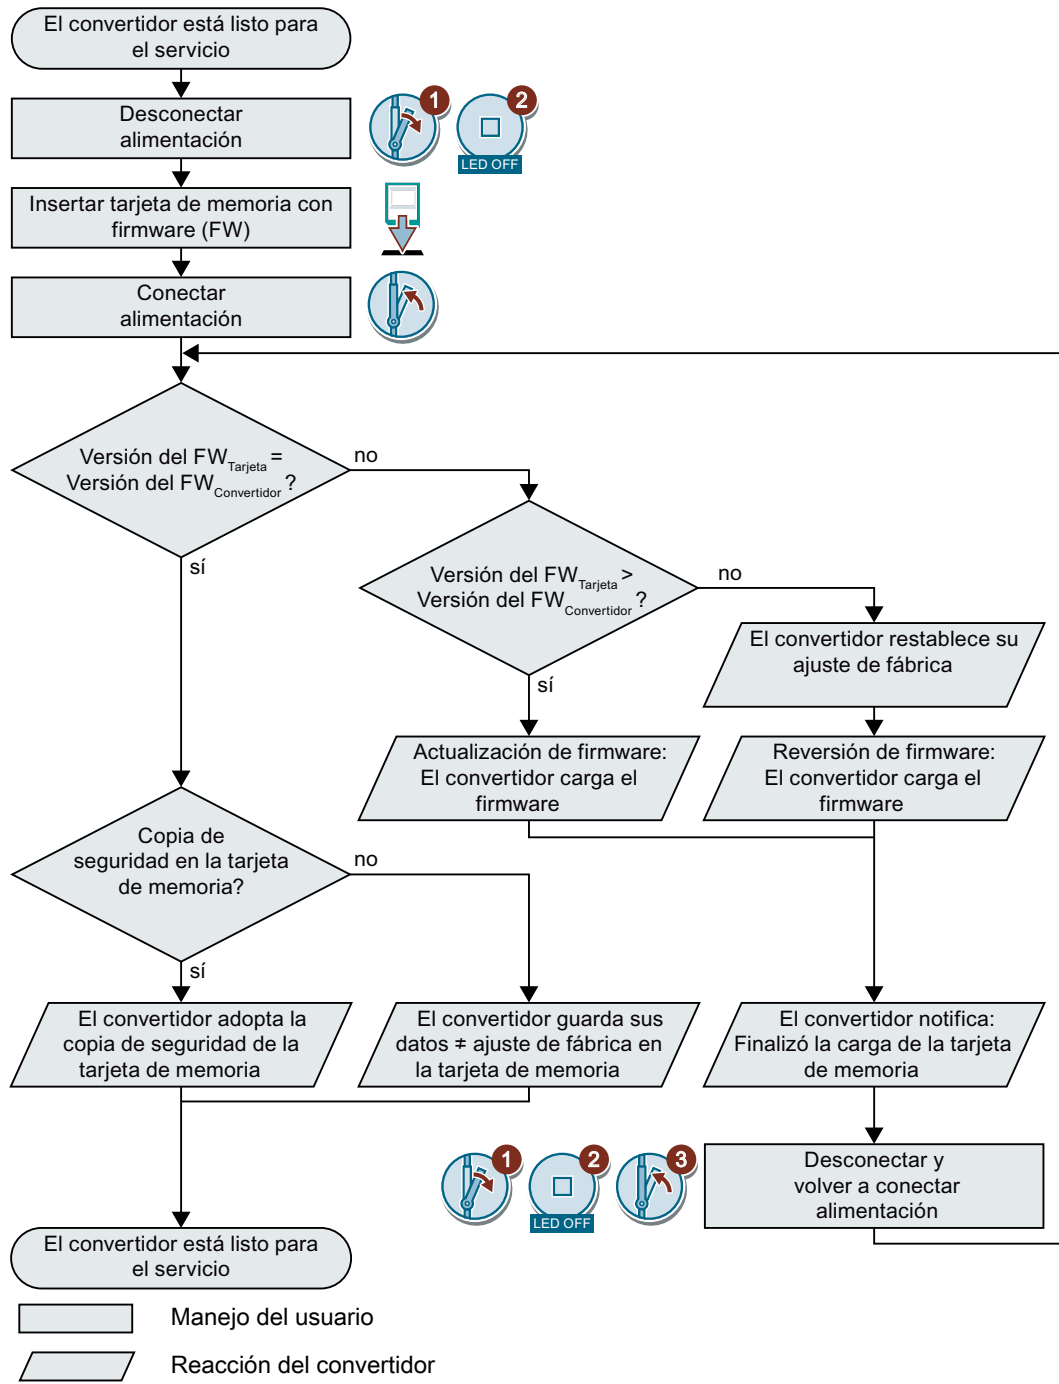 El convertidor está listo para
el servicio
Desconectar
alimentación
1
2
LED OFF
Insertar tarjeta de memoria con
firmware (FW)
Conectar
alimentación
Versión del FWTarjeta =
Versión del FWConvertidor ?
no
sí
Versión del FWTarjeta >
Versión del FWConvertidor ?
no
sí
El convertidor restablece su
ajuste de fábrica
Actualización de firmware:
El convertidor carga el
firmware
Reversión de firmware:
El convertidor carga el
firmware
Copia de
seguridad en la tarjeta
de memoria?
no
sí
El convertidor adopta la
copia de seguridad de la
tarjeta de memoria
El convertidor guarda sus
datos ≠ ajuste de fábrica en
la tarjeta de memoria
El convertidor notifica:
Finalizó la carga de la tarjeta
de memoria
1
2
3
LED OFF
Desconectar y
volver a conectar
alimentación
El convertidor está listo para
el servicio
Manejo del usuario
Reacción del convertidor